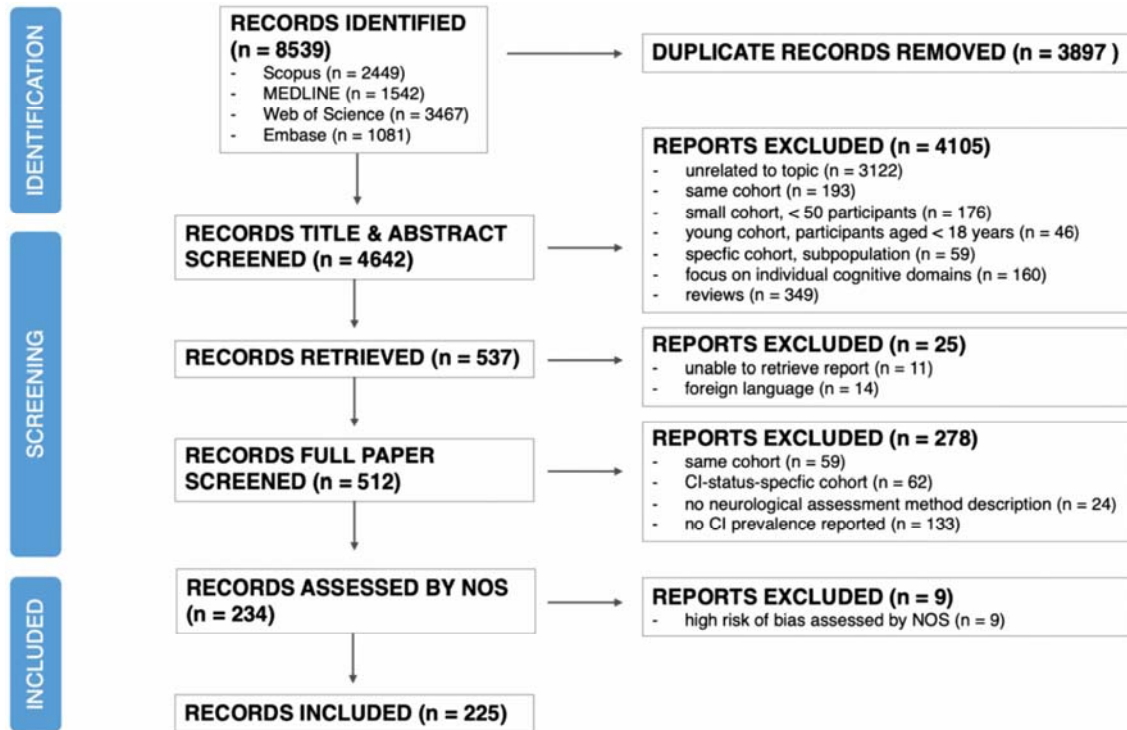 IDENTIFICATION
RECORDS IDENTIFIED
(n = 8539)
- Scopus (n = 2449)
- MEDLINE (n = 1542)
- Web of Science (n = 3467)
- Embase (n = 1081)
DUPLICATE RECORDS REMOVED (n = 3897 )
SCREENING
RECORDS TITLE & ABSTRACT
SCREENED (n = 4642)
REPORTS EXCLUDED (n = 4105)
- unrelated to topic (n = 3122)
- same cohort (n = 193)
- small cohort, < 50 participants (n = 176)
- young cohort, participants aged < 18 years (n = 46)
- specfic cohort, subpopulation (n = 59)
- focus on individual cognitive domains (n = 160)
- reviews (n = 349)
RECORDS RETRIEVED (n = 537)
REPORTS EXCLUDED (n = 25)
- unable to retrieve report (n = 11)
- foreign language (n = 14)
RECORDS FULL PAPER
SCREENED (n = 512)
REPORTS EXCLUDED (n = 278)
- same cohort (n = 59)
- CI-status-specfic cohort (n = 62)
- no neurological assessment method description (n = 24)
- no CI prevalence reported (n = 133)
INCLUDED
RECORDS ASSESSED BY NOS
(n = 234)
REPORTS EXCLUDED (n = 9)
- high risk of bias assessed by NOS (n = 9)
RECORDS INCLUDED (n = 225)